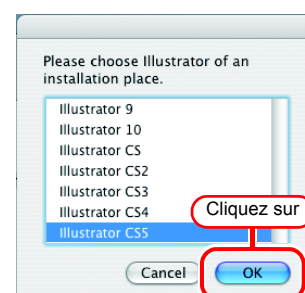 Please choose Illustrator of an
installation place.
Illustrator 9
Illustrator 10
Illustrator CS
Illustrator CS2
Illustrator CS3
Illustrator CS4
Cliquez sur
Illustrator CS5
Cancel
OK